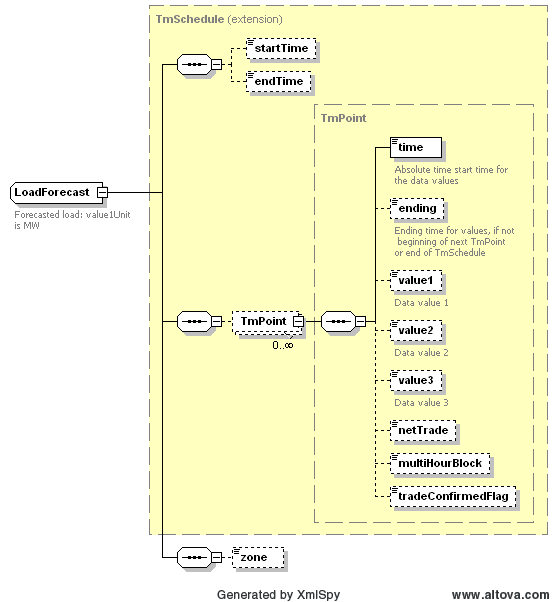 TmSchedule (extension)
startTime
endTime
TmPoint
time
Absolute time start time for
the data values
LoadForecast
Forecasted load: value1Unit
is MW
ending
Ending time for values, if not
beginning of next TmPoint
or end of TmSchedule
value1
Data value 1
TmPoint
0..∞
value2
Data value 2
value3
Data value 3
netTrade
multiHourBlock
tradeConfirmedFlag
zone
Generated by XmlSpy
www.altova.com